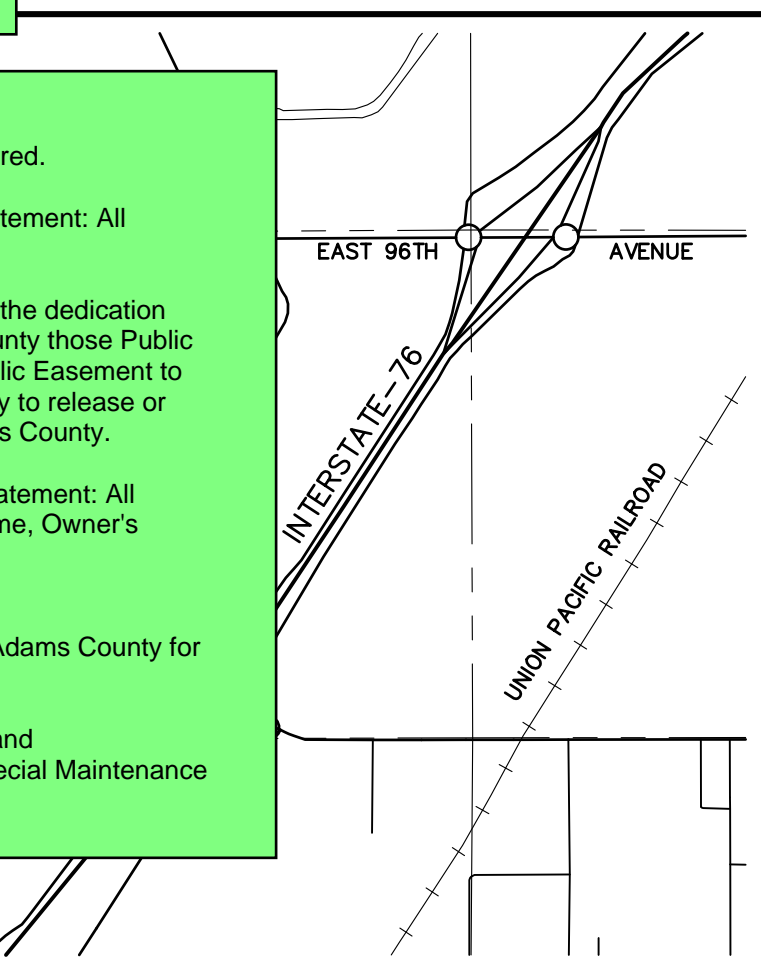 red.
tement: All
the dedication
unty those Public
lic Easement to
y to release or
s County.
atement: All
me, Owner's
Adams County for
and
ecial Maintenance
EAST 96TH AVENUE
INTERSTATE-76
UNION PACIFIC RAILROAD